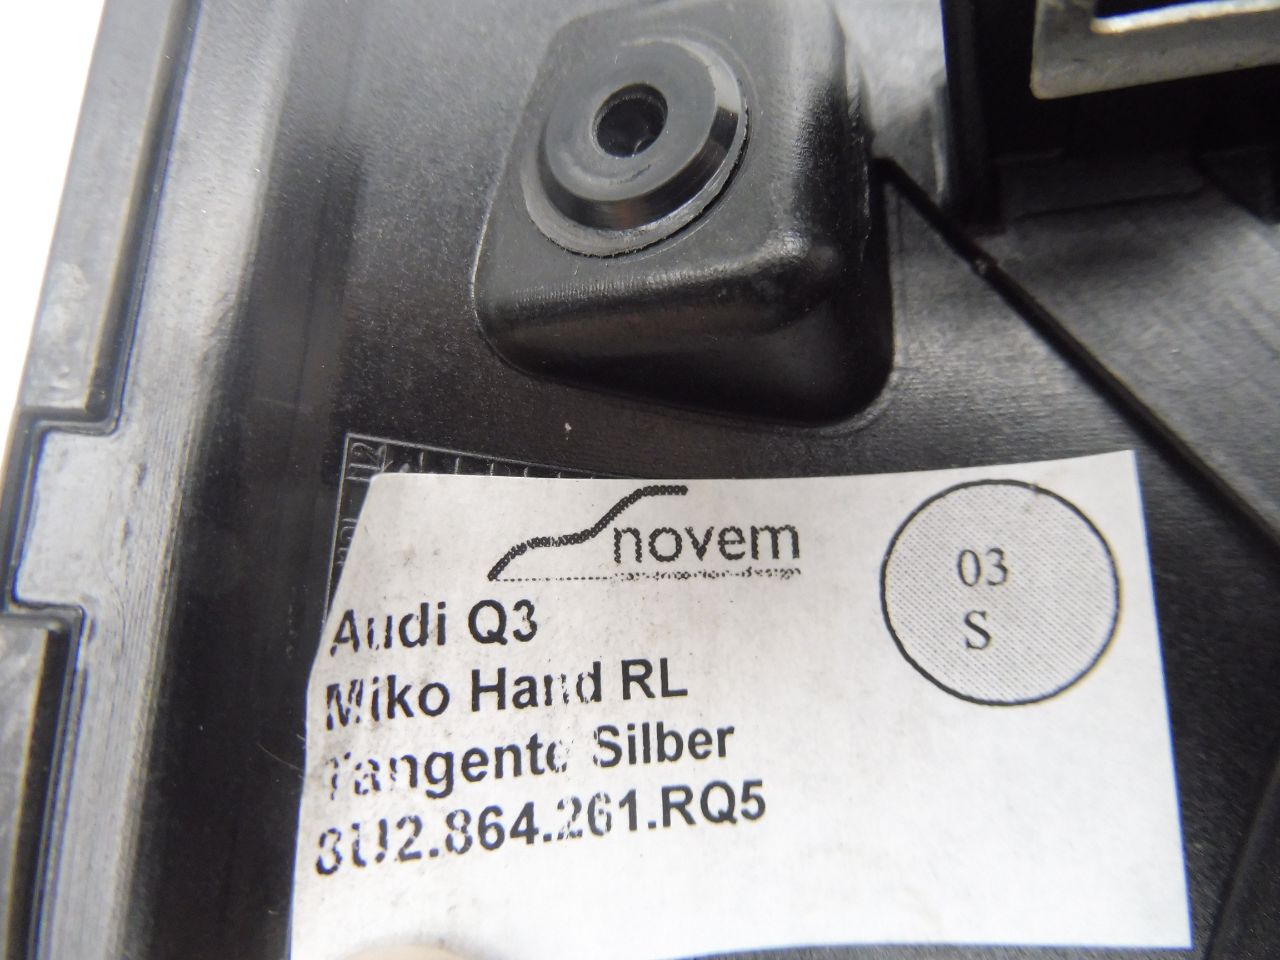 novem
03
S
Audi Q3
Miko Hand RL
Tangente Silber
8U2.864.261.RQ5